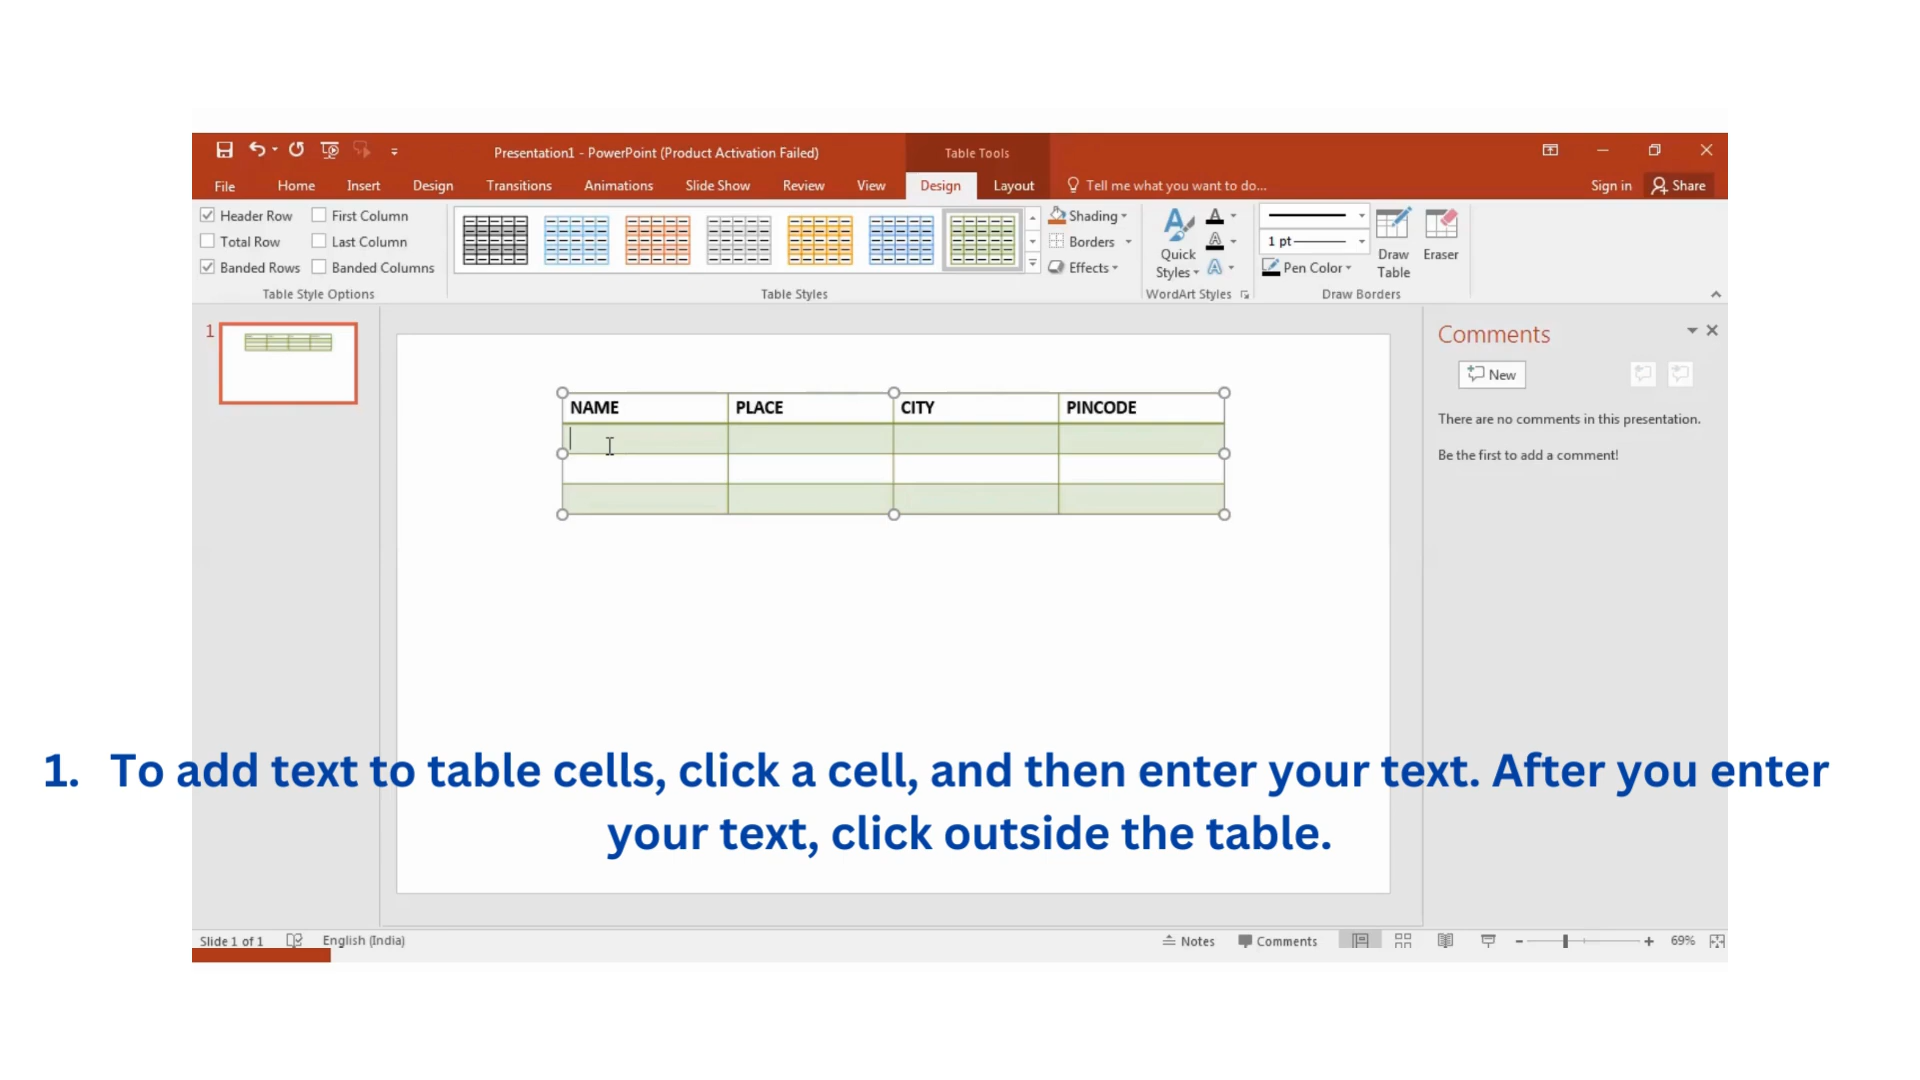 Presentation1 - PowerPoint (Product Activation Failed)
Table Tools
File Home Insert Design Transitions Animations Slide Show Review View Design Layout Tell me what you want to do... Sign in Share
Header Row First Column
Total Row Last Column
Banded Rows Banded Columns
Table Style Options
Table Styles
Shading
Borders
Effects
Quick Styles
WordArt Styles
1 pt
Pen Color
Draw Table
Eraser
Draw Borders
1
NAME PLACE CITY PINCODE
Comments
New
There are no comments in this presentation.
Be the first to add a comment!
1. To add text to table cells, click a cell, and then enter your text. After you enter
your text, click outside the table.
Slide 1 of 1 English (India) Notes Comments 69%